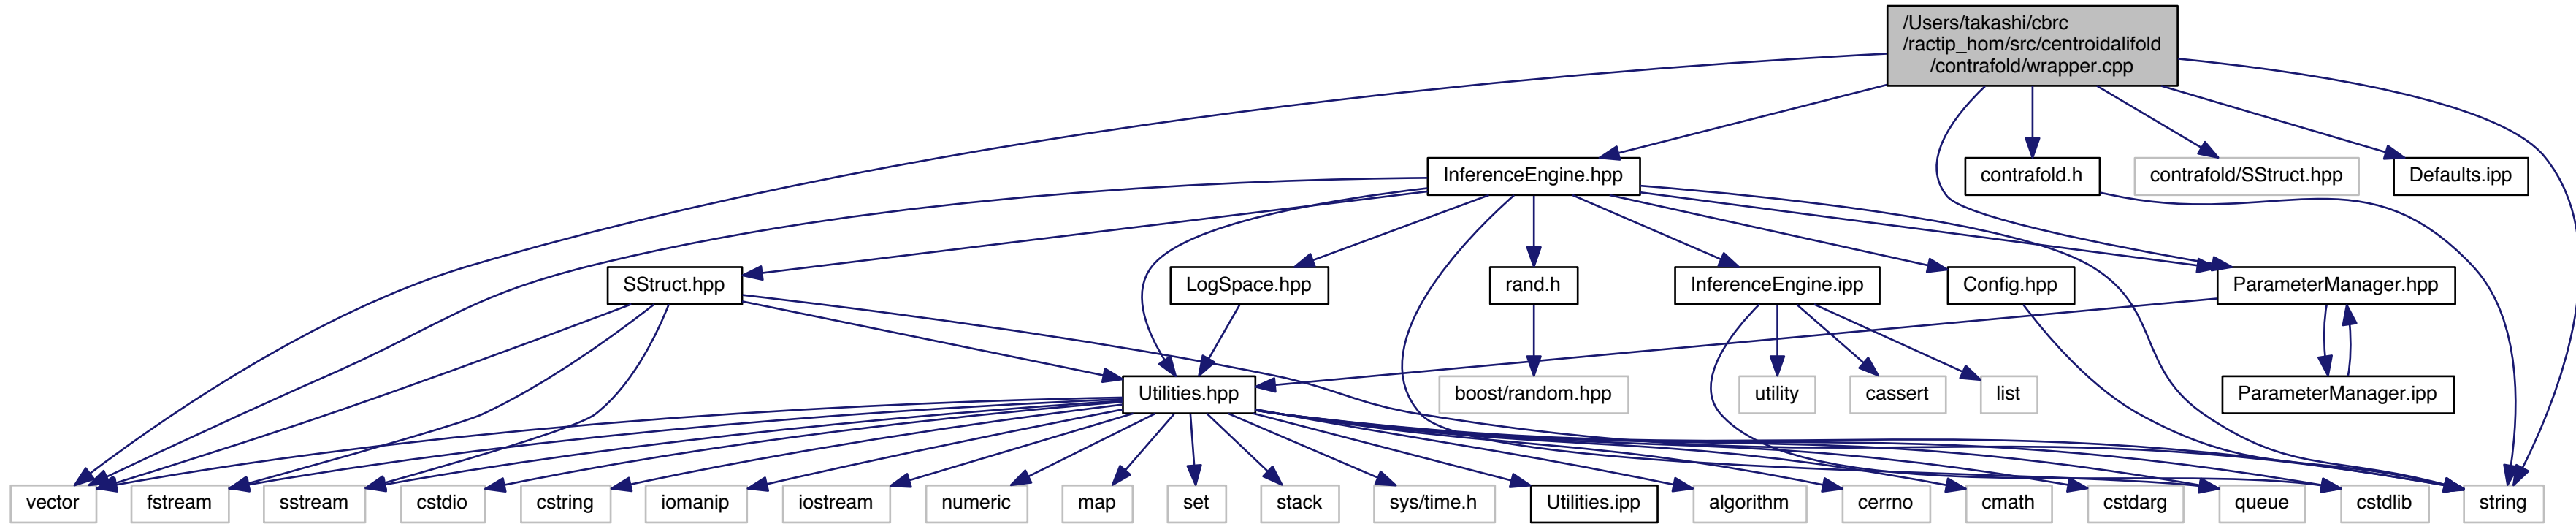 /Users/takashi/cbrc
/ractip_hom/src/centroidalifold
/contrafold/wrapper.cpp
InferenceEngine.hpp
contrafold.h
contrafold/SStruct.hpp
Defaults.ipp
SStruct.hpp
LogSpace.hpp
rand.h
InferenceEngine.ipp
Config.hpp
ParameterManager.hpp
Utilities.hpp
boost/random.hpp
utility
cassert
list
ParameterManager.ipp
vector
fstream
sstream
cstdio
cstring
iomanip
iostream
numeric
map
set
stack
sys/time.h
Utilities.ipp
algorithm
cerrno
cmath
cstdarg
queue
cstdlib
string